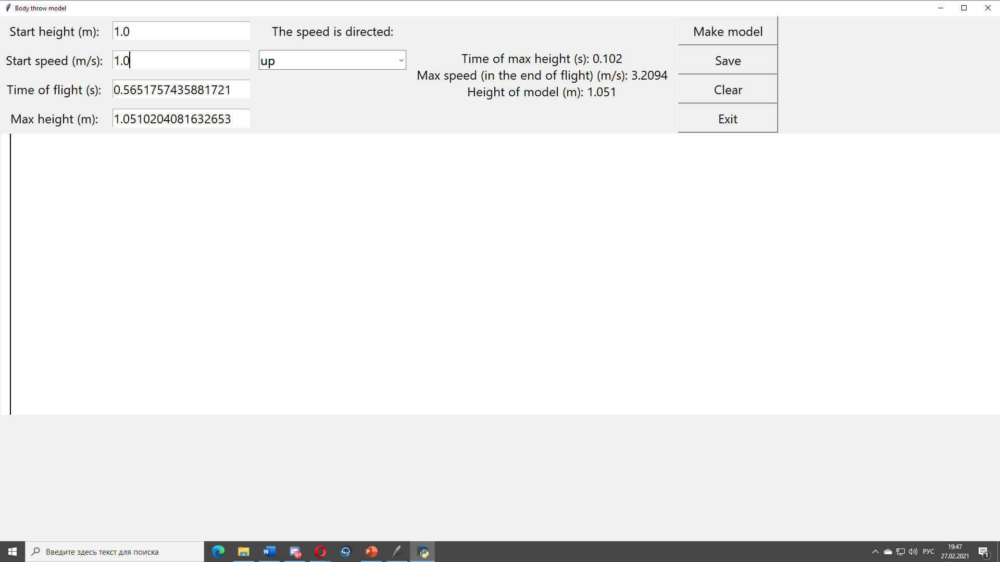 Body throw model
Start height (m): 1.0 The speed is directed: Make model
Start speed (m/s): 1.0 up Save
Time of max height (s): 0.102
Max speed (in the end of flight) (m/s): 3.2094
Height of model (m): 1.051
Time of flight (s): 0.5651757435881721 Clear
Max height (m): 1.0510204081632653 Exit
Введите здесь текст для поиска
9+
РУС
19:47
27.02.2021
1